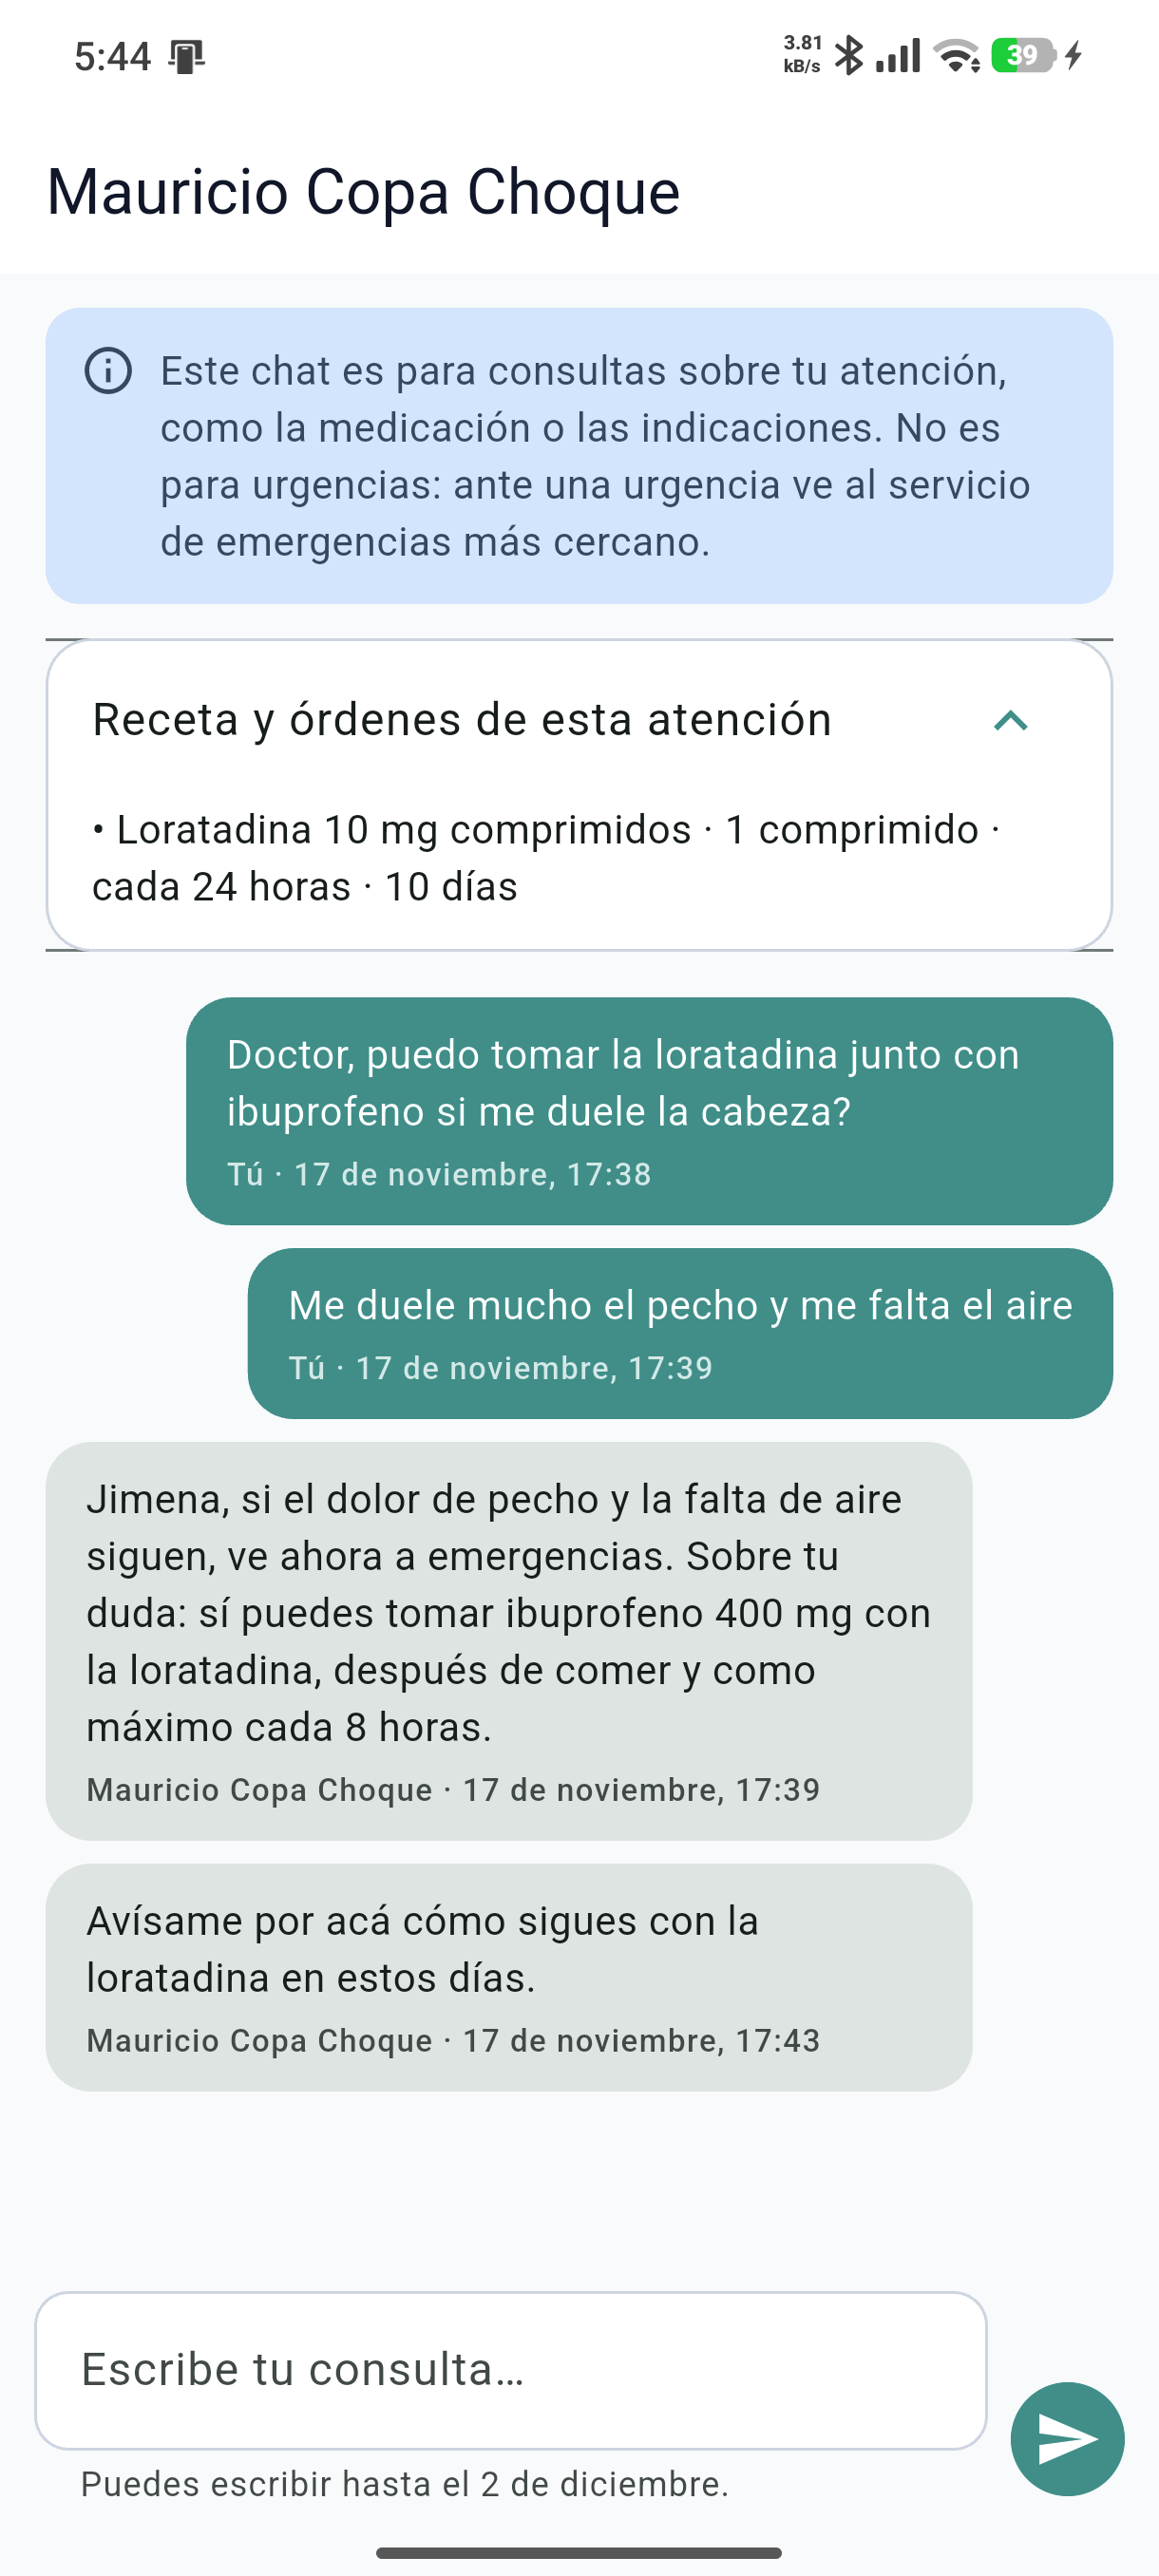 5:44
3.81
kB/s
39
Mauricio Copa Choque
Este chat es para consultas sobre tu atención,
como la medicación o las indicaciones. No es
para urgencias: ante una urgencia ve al servicio
de emergencias más cercano.
Receta y órdenes de esta atención
• Loratadina 10 mg comprimidos · 1 comprimido ·
cada 24 horas · 10 días
Doctor, puedo tomar la loratadina junto con
ibuprofeno si me duele la cabeza?
Tú · 17 de noviembre, 17:38
Me duele mucho el pecho y me falta el aire
Tú · 17 de noviembre, 17:39
Jimena, si el dolor de pecho y la falta de aire
siguen, ve ahora a emergencias. Sobre tu
duda: sí puedes tomar ibuprofeno 400 mg con
la loratadina, después de comer y como
máximo cada 8 horas.
Mauricio Copa Choque · 17 de noviembre, 17:39
Avísame por acá cómo sigues con la
loratadina en estos días.
Mauricio Copa Choque · 17 de noviembre, 17:43
Escribe tu consulta...
Puedes escribir hasta el 2 de diciembre.